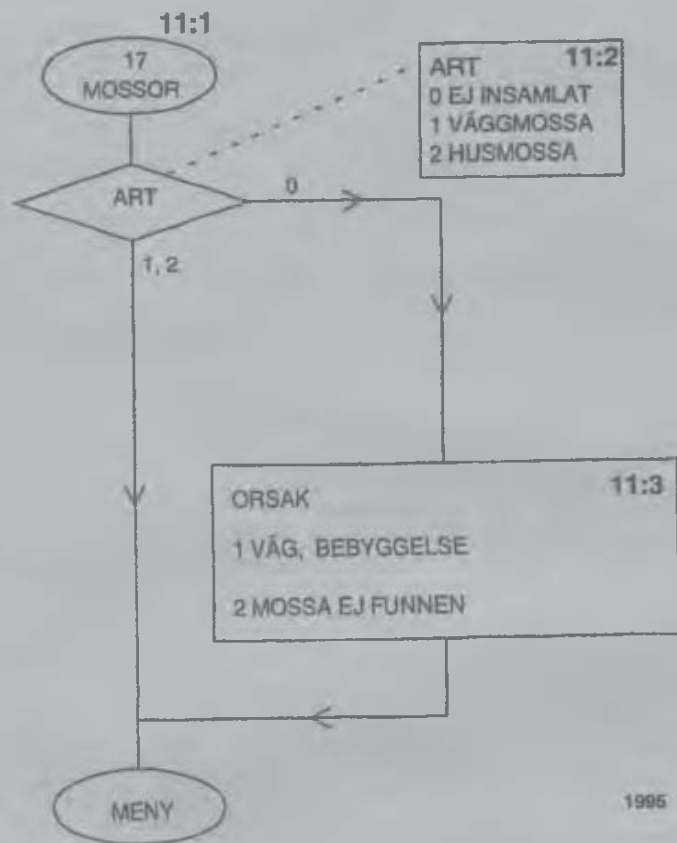 11:1
17
MOSSOR
ART 11:2
0 EJ INSAMLAT
1 VÄGGMOSSA
2 HUSMOSSA
ART
0
1, 2
ORSAK 11:3
1 VÄG, BEBYGGELSE
2 MOSSA EJ FUNNEN
MENY
1995